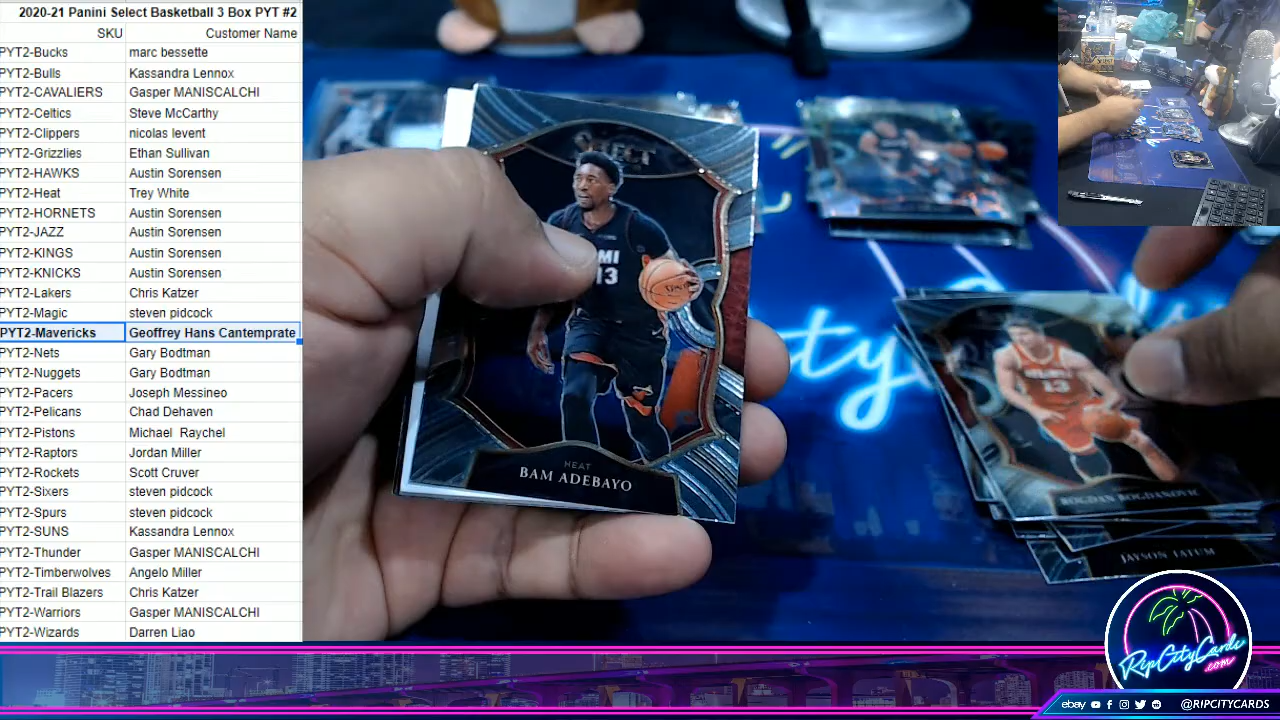 2020-21 Panini Select Basketball 3 Box PYT #2
SKU Customer Name
PYT2-Bucks marc bessette
PYT2-Bulls Kassandra Lennox
PYT2-CAVALIERS Gasper MANISCALCHI
PYT2-Celtics Steve McCarthy
PYT2-Clippers nicolas levent
PYT2-Grizzlies Ethan Sullivan
PYT2-HAWKS Austin Sorensen
PYT2-Heat Trey White
PYT2-HORNETS Austin Sorensen
PYT2-JAZZ Austin Sorensen
PYT2-KINGS Austin Sorensen
PYT2-KNICKS Austin Sorensen
PYT2-Lakers Chris Katzer
PYT2-Magic steven pidcock
PYT2-Mavericks Geoffrey Hans Cantemprate
PYT2-Nets Gary Bodtman
PYT2-Nuggets Gary Bodtman
PYT2-Pacers Joseph Messineo
PYT2-Pelicans Chad Dehaven
PYT2-Pistons Michael Raychel
PYT2-Raptors Jordan Miller
PYT2-Rockets Scott Cruver
PYT2-Sixers steven pidcock
PYT2-Spurs steven pidcock
PYT2-SUNS Kassandra Lennox
PYT2-Thunder Gasper MANISCALCHI
PYT2-Timberwolves Angelo Miller
PYT2-Trail Blazers Chris Katzer
PYT2-Warriors Gasper MANISCALCHI
PYT2-Wizards Darren Liao
SELECT
MI
13
HEAT
BAM ADEBAYO
ty
13
BOGDAN BOGDANOVIC
JAYSON TATUM
RipCityCards
.com
ebay @RIPCITYCARDS